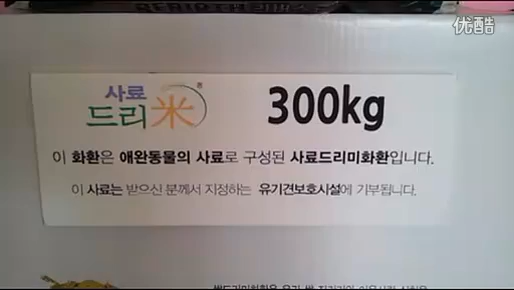 优酷
사료
드리米®
300kg
이 화환은 애완동물의 사료로 구성된 사료드리미화환입니다.
이 사료는 받으신 분께서 지정하는 유기견보호시설에 기부됩니다.